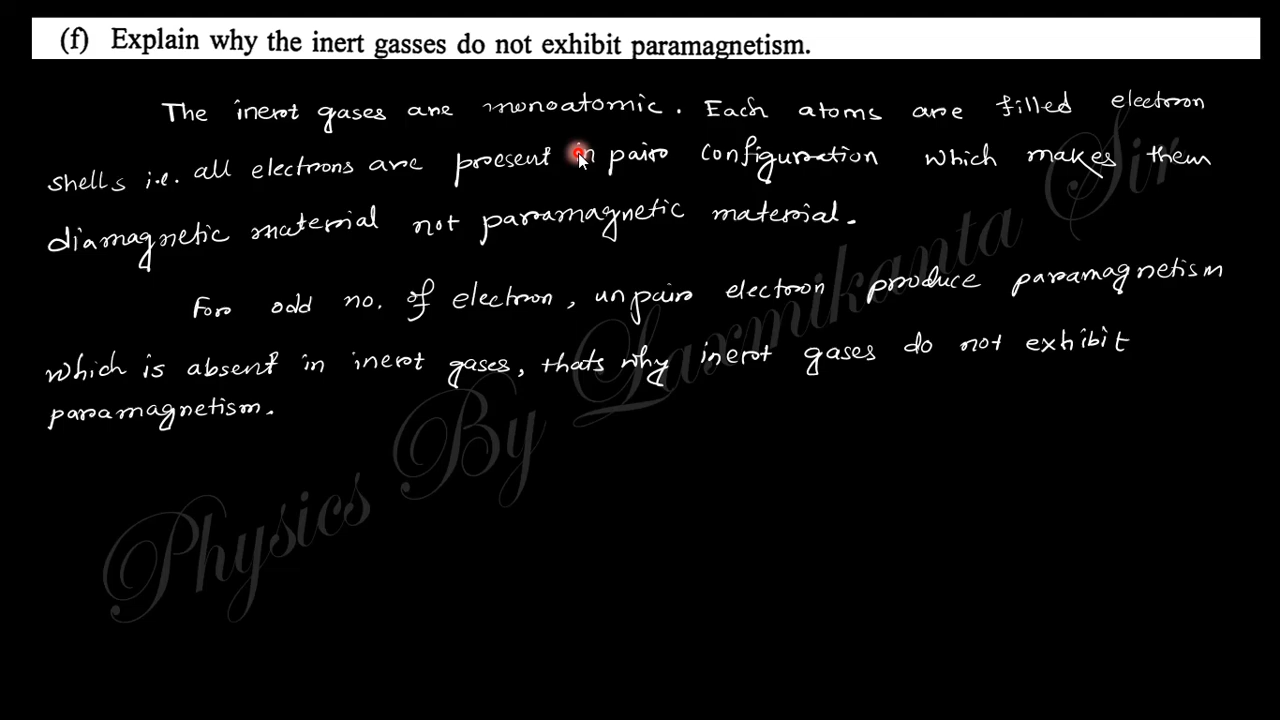 (f) Explain why the inert gasses do not exhibit paramagnetism.
The inert gases are monoatomic. Each atoms are filled electron
shells i.e. all electrons are present in pair configuration which makes them
diamagnetic material not paramagnetic material.
For odd no. of electron, unpair electron produce paramagnetism
which is absent in inert gases, thats why inert gases do not exhibit
paramagnetism.
Physics By Laxmikanta Sir